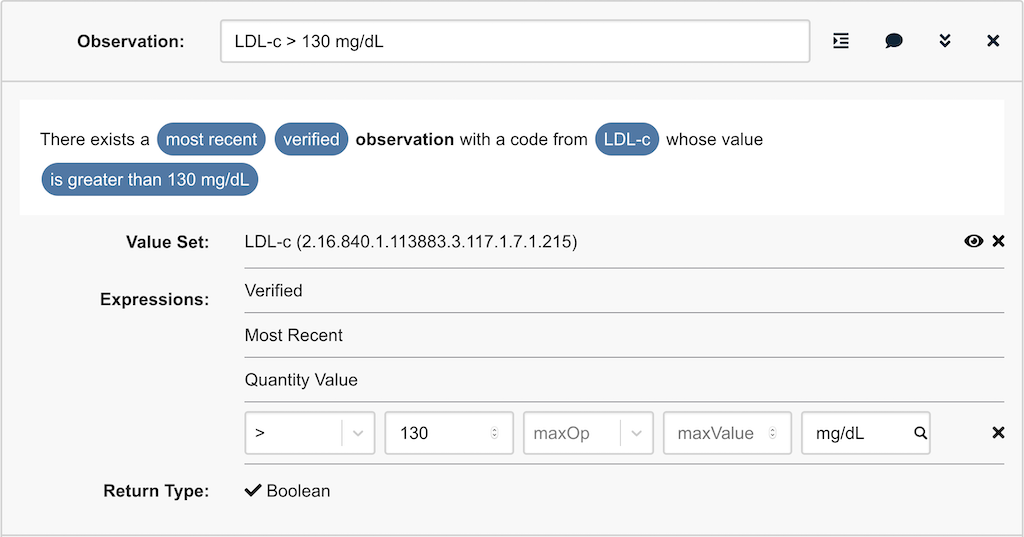 Observation: LDL-c > 130 mg/dL
There exists a most recent verified observation with a code from LDL-c whose value
is greater than 130 mg/dL
Value Set: LDL-c (2.16.840.1.113883.3.117.1.7.1.215)
Expressions: Verified
Most Recent
Quantity Value
> 130 maxOp maxValue mg/dL
Return Type: Boolean